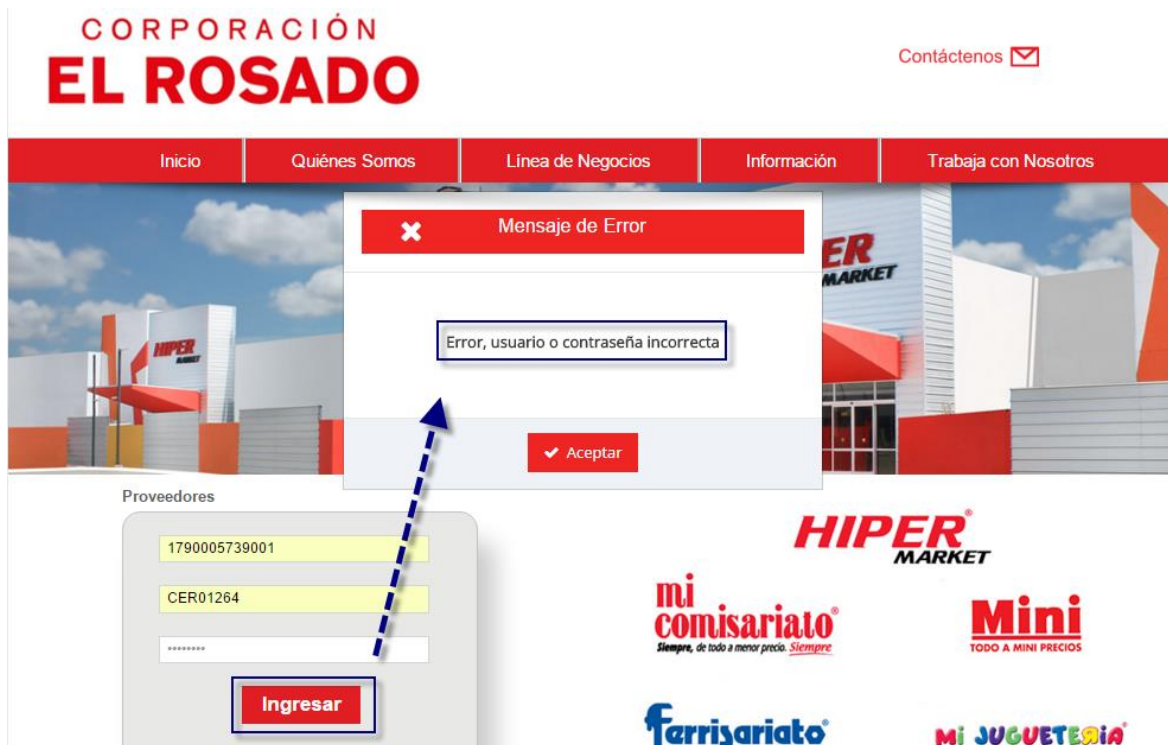 CORPORACIÓN
EL ROSADO
Contáctenos
Inicio
Quiénes Somos
Línea de Negocios
Información
Trabaja con Nosotros
Mensaje de Error
ER
MARKET
HIPER
MARKET
Error, usuario o contraseña incorrecta
Aceptar
Proveedores
1790005739001
CER01264
Ingresar
HIPER
MARKET
mi
comisariato
Siempre, de todo a menor precio. Siempre
Mini
TODO A MINI PRECIOS
Ferrisariato
Mi JUGUETERiA